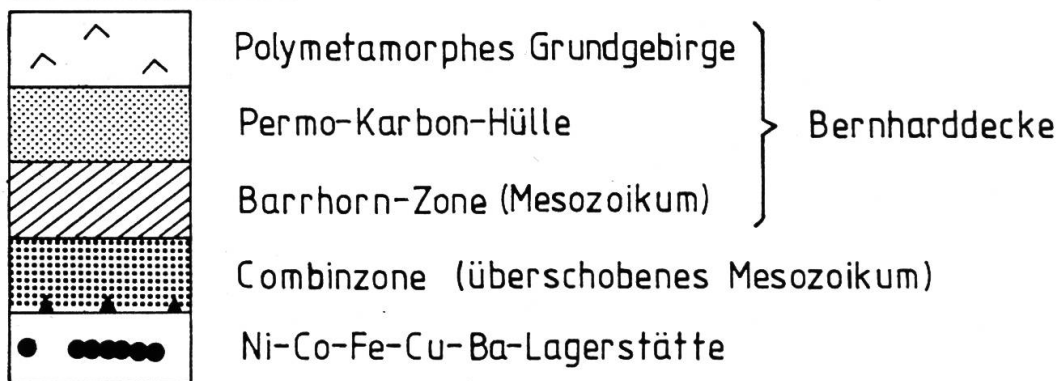 Polymetamorphes Grundgebirge
Permo-Karbon-Hülle
Bernharddecke
Barrhorn-Zone (Mesozoikum)
Combinzone (überschobenes Mesozoikum)
Ni-Co-Fe-Cu-Ba-Lagerstätte